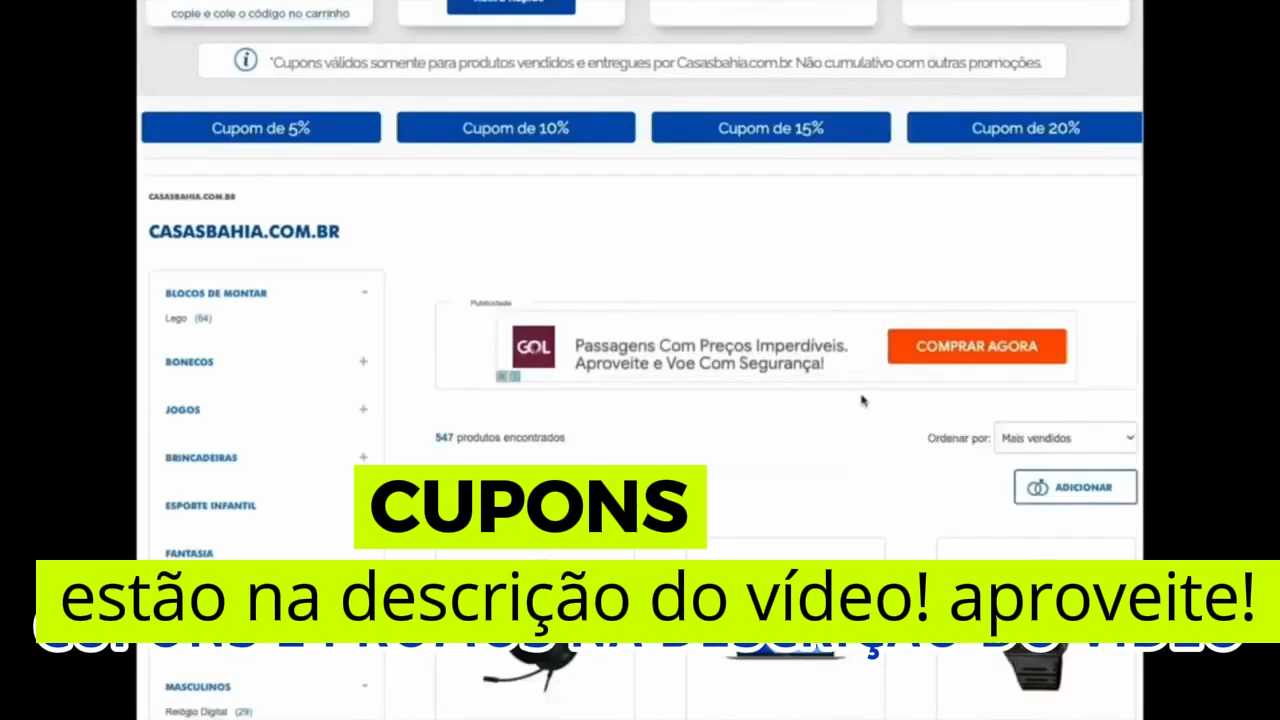 copie e cole o código no carrinho
*Cupons válidos somente para produtos vendidos e entregues por Casasbahia.com.br. Não cumulativo com outras promoções.
Cupom de 5%
Cupom de 10%
Cupom de 15%
Cupom de 20%
CASASBAHIA.COM.BR
CASASBAHIA.COM.BR
BLOCOS DE MONTAR
Lego (64)
BONECOS
JOGOS
BRINCADEIRAS
ESPORTE INFANTIL
FANTASIA
MASCULINOS
Relógio Digital (29)
Publicidade
GOL
Passagens Com Preços Imperdíveis.
Aproveite e Voe Com Segurança!
COMPRAR AGORA
547 produtos encontrados
Ordenar por: Mais vendidos
ADICIONAR
CUPONS
estão na descrição do vídeo! aproveite!